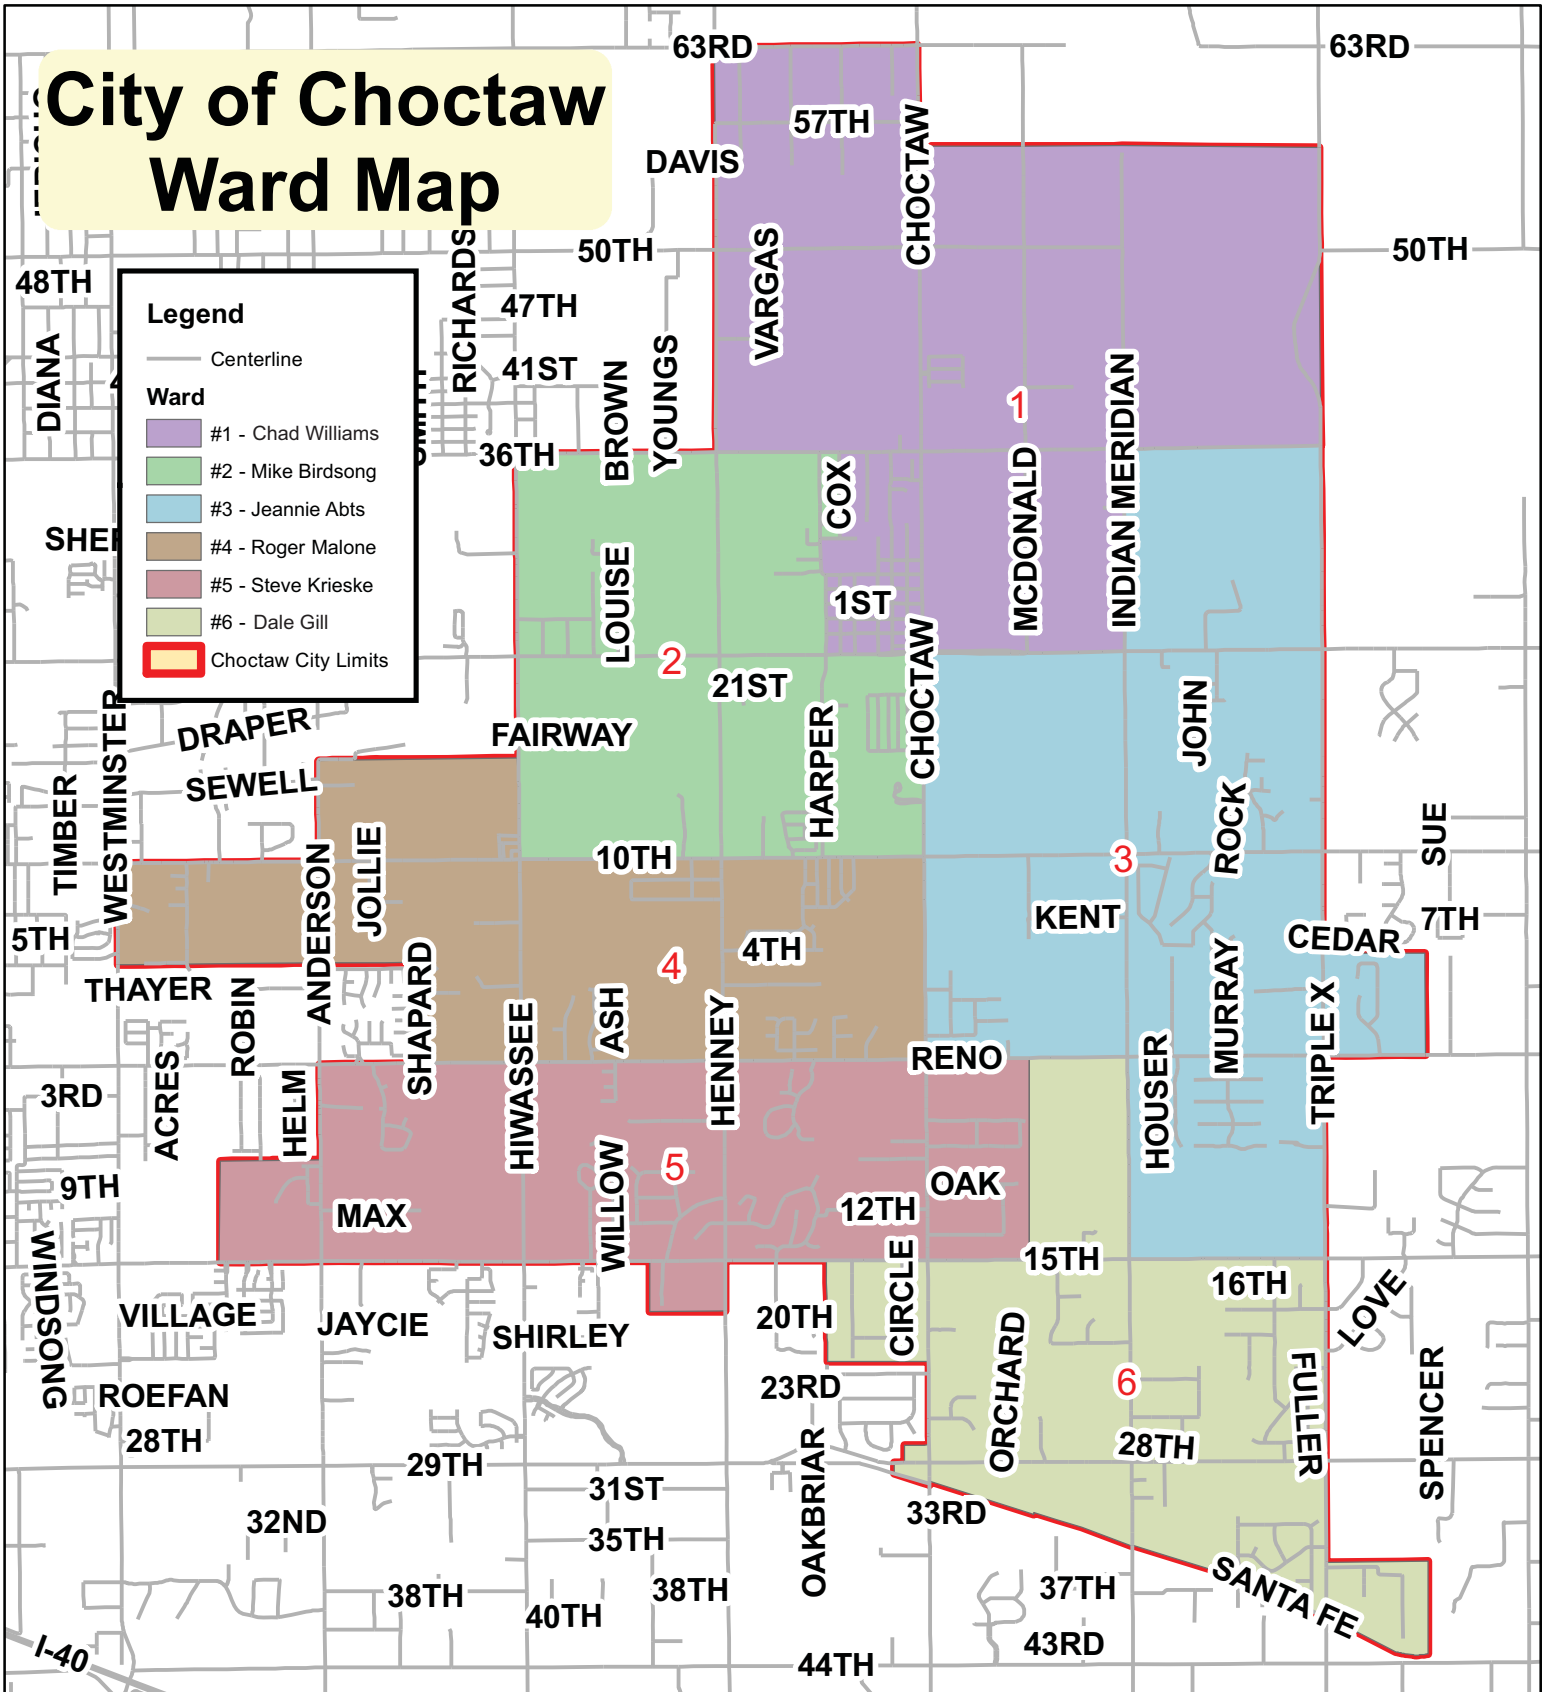 City of Choctaw
Ward Map
Legend
Centerline
Ward
#1 - Chad Williams
#2 - Mike Birdsong
#3 - Jeannie Abts
#4 - Roger Malone
#5 - Steve Krieske
#6 - Dale Gill
Choctaw City Limits
63RD
63RD
57TH
DAVIS
CHOCTAW
50TH
50TH
48TH
VARGAS
RICHARDS
47TH
41ST
DIANA
BROWN
YOUNGS
36TH
1
INDIAN MERIDIAN
MCDONALD
COX
LOUISE
1ST
2
21ST
CHOCTAW
JOHN
DRAPER
FAIRWAY
WESTMINSTER
SEWELL
TIMBER
HARPER
ROCK
SUE
JOLLIE
ANDERSON
10TH
3
5TH
KENT
7TH
CEDAR
4TH
4
THAYER
ROBIN
SHAPARD
HIWASSEE
ASH
HENNEY
MURRAY
TRIPLE X
RENO
HOUSER
3RD
ACRES
HELM
9TH
WILLOW
5
OAK
MAX
12TH
WINDSONG
CIRCLE
15TH
16TH
VILLAGE
JAYCIE
SHIRLEY
20TH
LOVE
ORCHARD
ROEFAN
23RD
6
FULLER
SPENCER
28TH
28TH
29TH
OAKBRIAR
31ST
32ND
33RD
35TH
38TH
38TH
37TH
SANTA FE
40TH
I-40
43RD
44TH